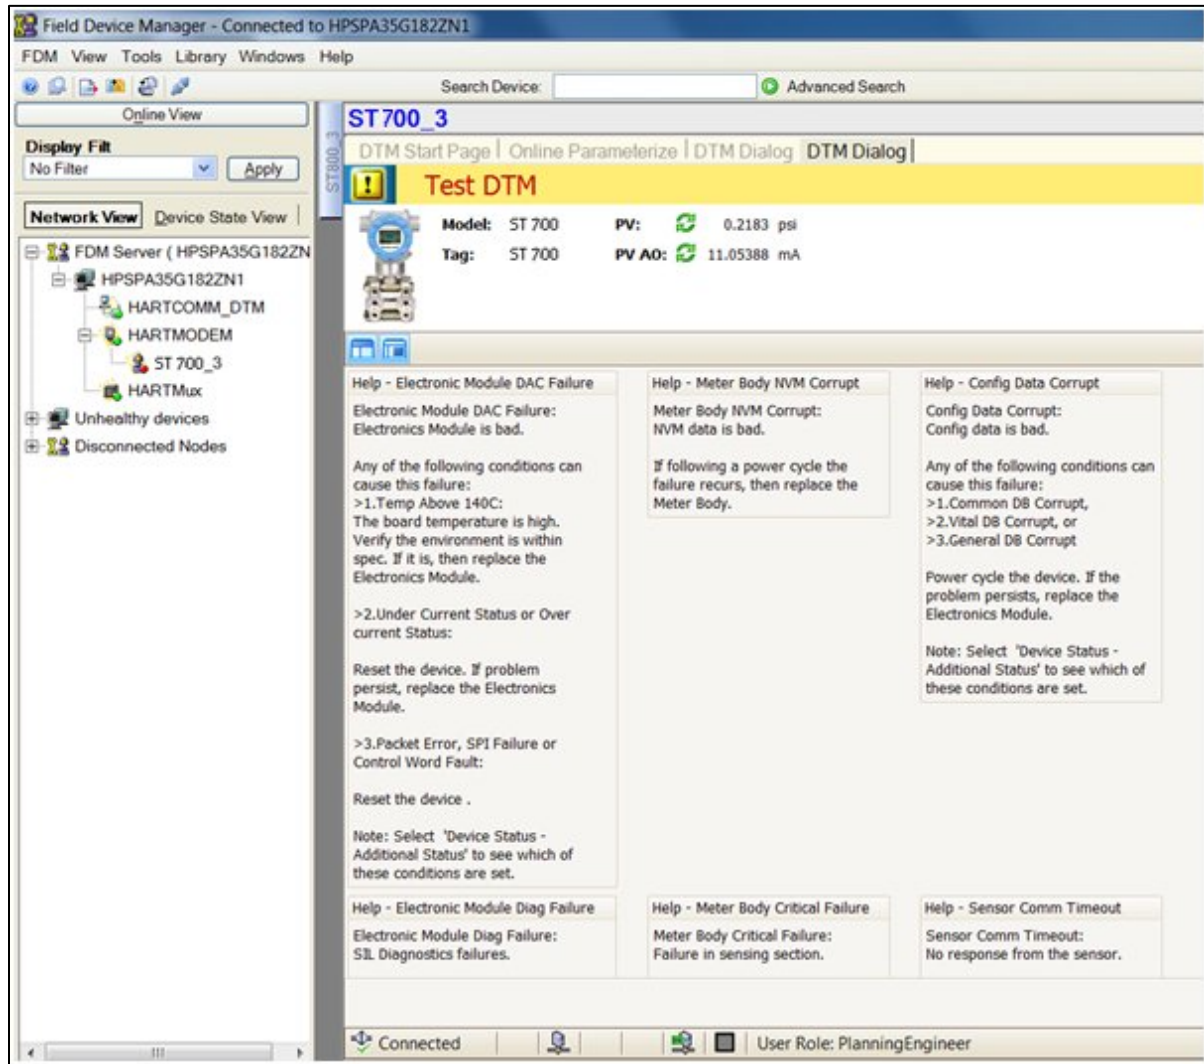 Field Device Manager - Connected to HPSPA35G182ZN1
FDM View Tools Library Windows Help
Search Device: Advanced Search
Online View
Display Filt
No Filter Apply
Network View Device State View
FDM Server ( HPSPA35G182ZN
HPSPA35G182ZN1
HARTCOMM_DTM
HARTMODEM
ST 700_3
HARTMux
Unhealthy devices
Disconnected Nodes
ST800_3
ST 700_3
DTM Start Page Online Parameterize DTM Dialog DTM Dialog
Test DTM
Model: ST 700 PV: 0.2183 psi
Tag: ST 700 PV AO: 11.05388 mA
Help - Electronic Module DAC Failure
Electronic Module DAC Failure:
Electronics Module is bad.
Any of the following conditions can
cause this failure:
>1.Temp Above 140C:
The board temperature is high.
Verify the environment is within
spec. If it is, then replace the
Electronics Module.
>2.Under Current Status or Over
current Status:
Reset the device. If problem
persist, replace the Electronics
Module.
>3.Packet Error, SPI Failure or
Control Word Fault:
Reset the device .
Note: Select 'Device Status -
Additional Status' to see which of
these conditions are set.
Help - Meter Body NVM Corrupt
Meter Body NVM Corrupt:
NVM data is bad.
If following a power cycle the
failure recurs, then replace the
Meter Body.
Help - Config Data Corrupt
Config Data Corrupt:
Config data is bad.
Any of the following conditions can
cause this failure:
>1.Common DB Corrupt,
>2.Vital DB Corrupt, or
>3.General DB Corrupt
Power cycle the device. If the
problem persists, replace the
Electronics Module.
Note: Select 'Device Status -
Additional Status' to see which of
these conditions are set.
Help - Electronic Module Diag Failure
Electronic Module Diag Failure:
SIL Diagnostics failures.
Help - Meter Body Critical Failure
Meter Body Critical Failure:
Failure in sensing section.
Help - Sensor Comm Timeout
Sensor Comm Timeout:
No response from the sensor.
Connected User Role: PlanningEngineer